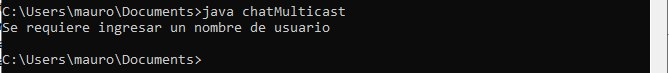 C:\Users\mauro\Documents>java chatMulticast
Se requiere ingresar un nombre de usuario
C:\Users\mauro\Documents>